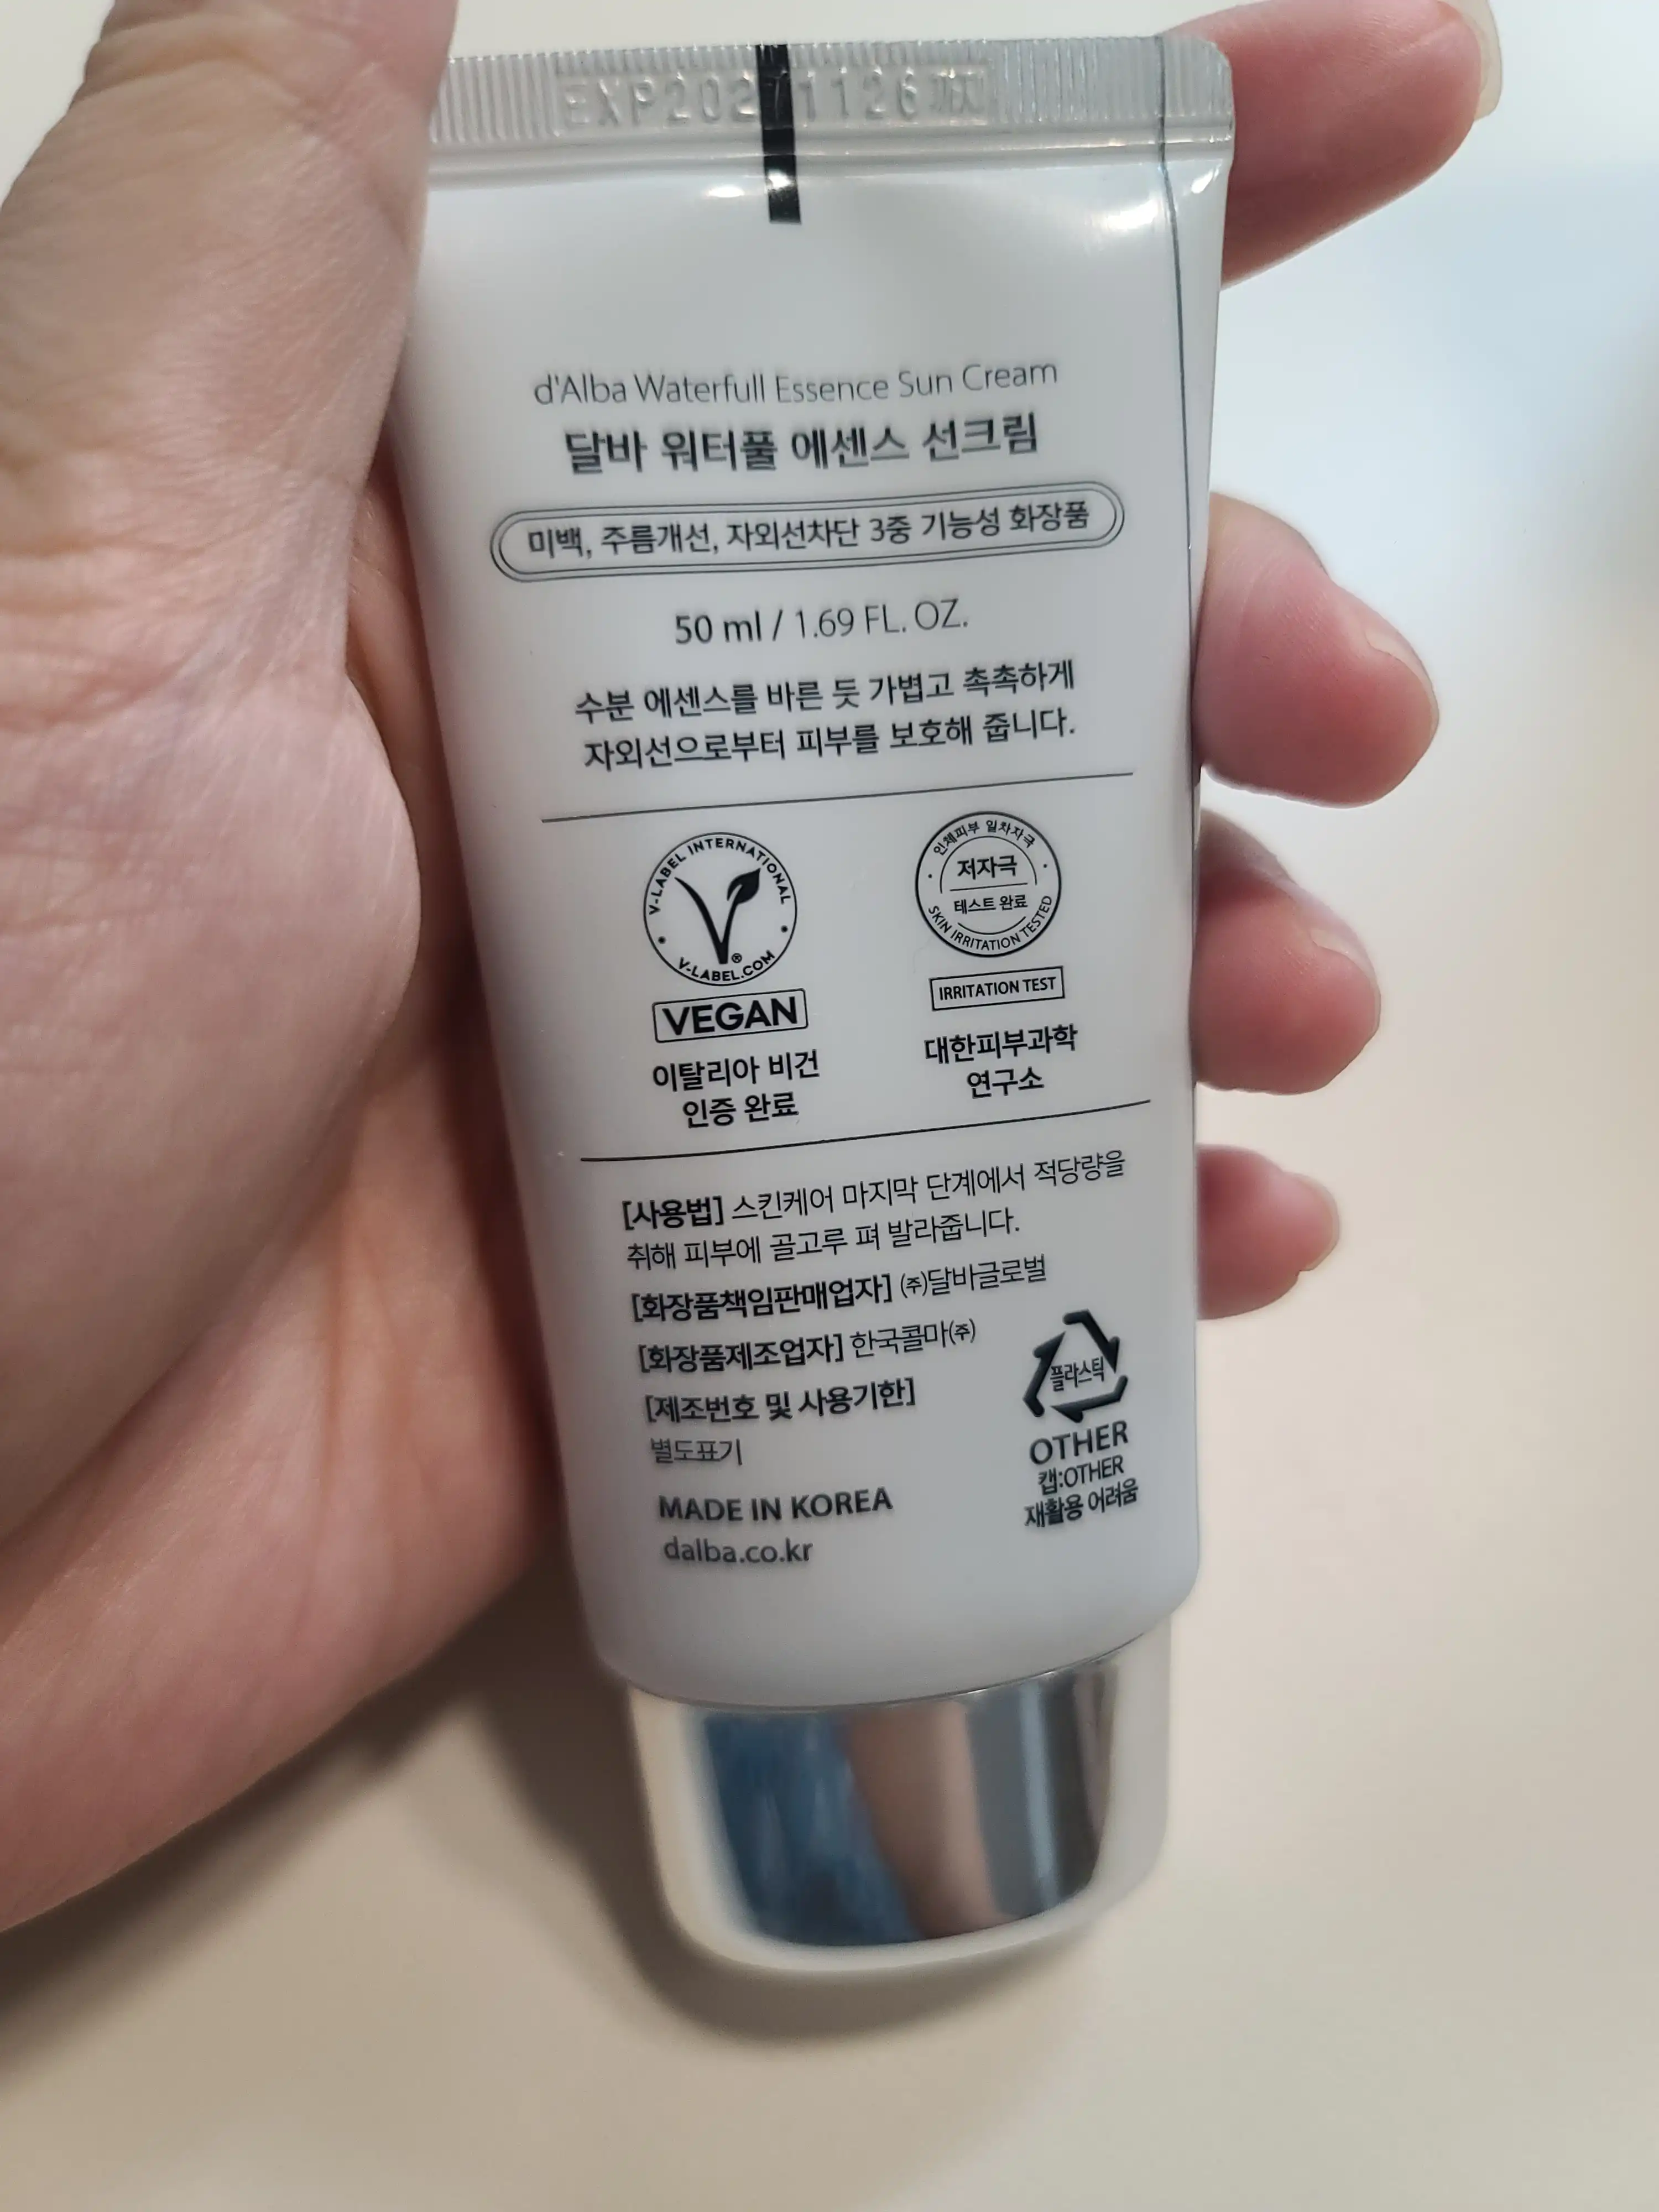 d'Alba Waterfull Essence Sun Cream
달바 워터풀 에센스 선크림
미백, 주름개선, 자외선차단 3중 기능성 화장품
50 ml / 1.69 FL. OZ.
수분 에센스를 바른 듯 가볍고 촉촉하게
자외선으로부터 피부를 보호해 줍니다.
V-LABEL INTERNATIONAL
® V-LABEL.COM
VEGAN
이탈리아 비건
인증 완료
인체피부 일차자극
저자극
테스트 완료
SKIN IRRITATION TESTED
IRRITATION TEST
대한피부과학
연구소
[사용법] 스킨케어 마지막 단계에서 적당량을
취해 피부에 골고루 펴 발라줍니다.
[화장품책임판매업자] ㈜달바글로벌
[화장품제조업자] 한국콜마㈜
[제조번호 및 사용기한]
별도표기
MADE IN KOREA
dalba.co.kr
플라스틱
OTHER
캡:OTHER
재활용 어려움